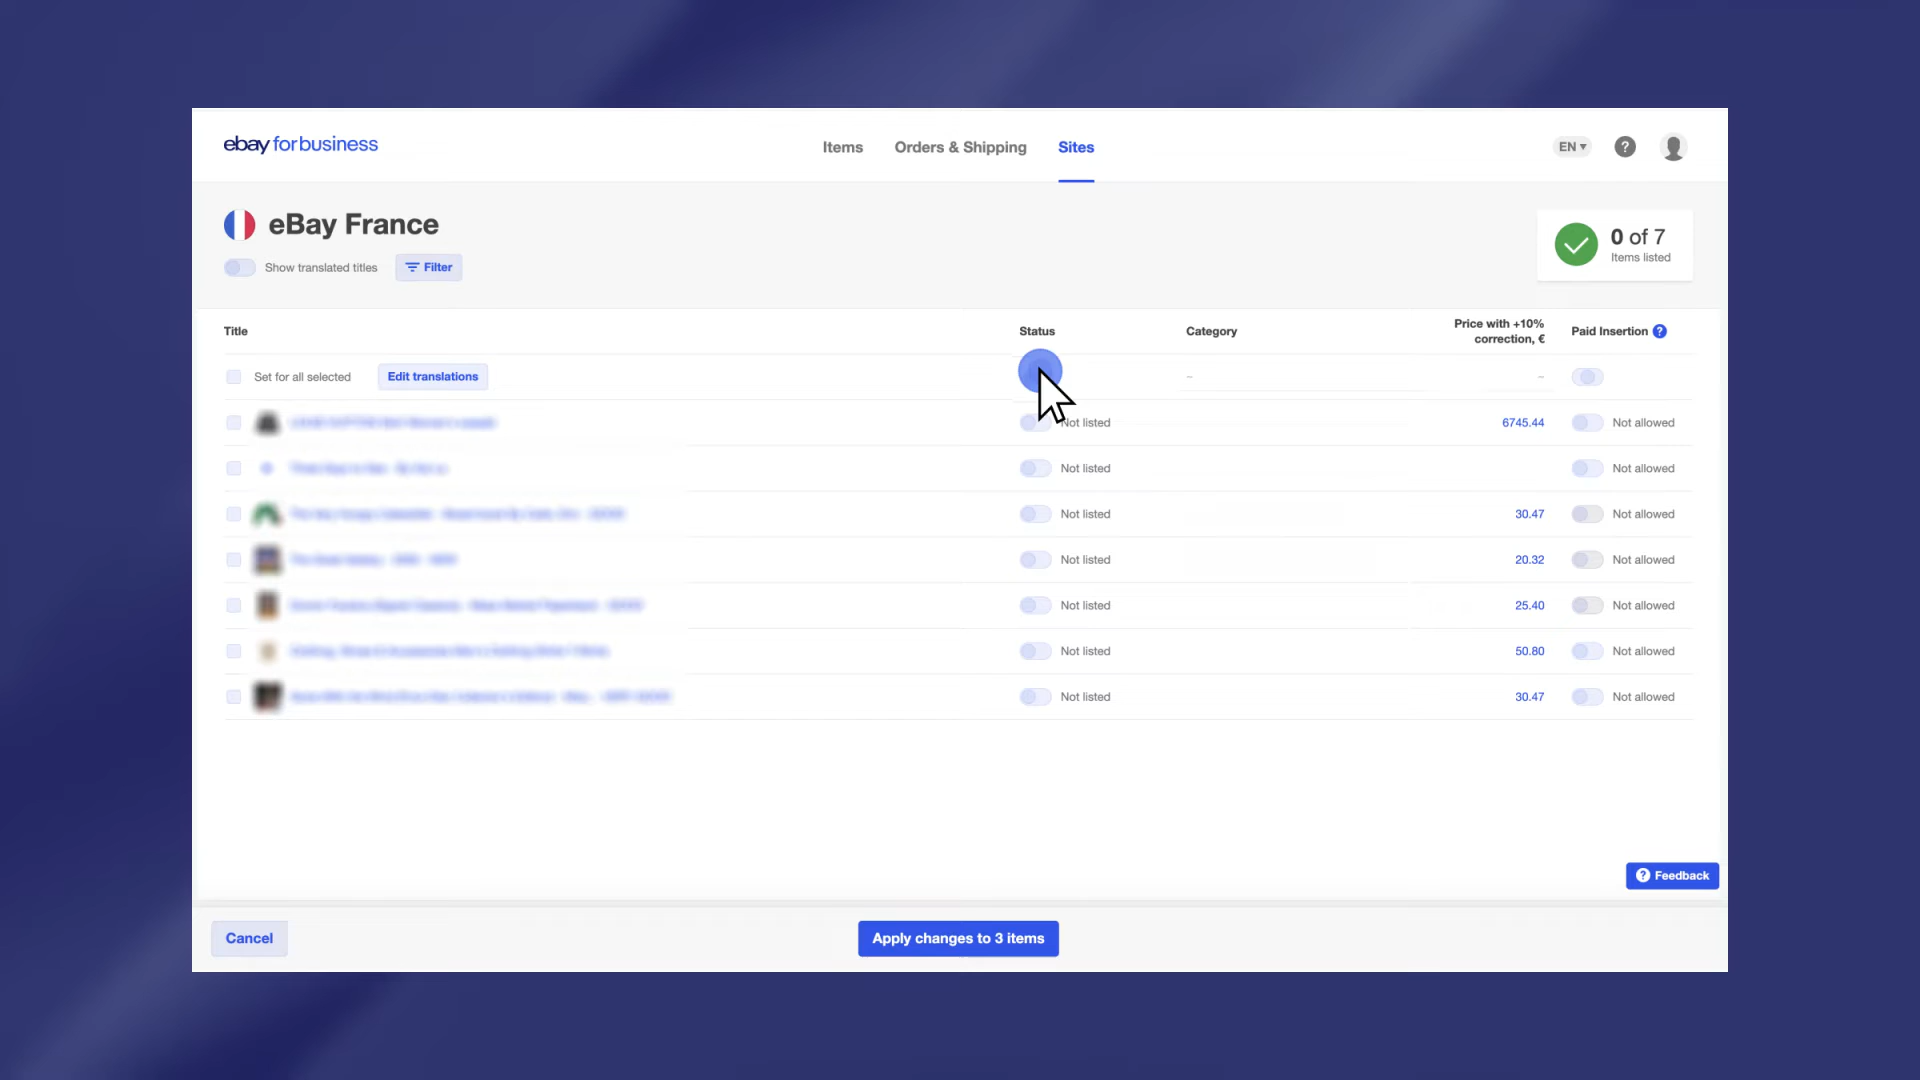 ebay forbusiness
Items
Orders & Shipping
Sites
EN
eBay France
Show translated titles
Filter
0 of 7
Items listed
Title
Status
Category
Price with +10%
correction, €
Paid Insertion ?
Set for all selected
Edit translations
–
–
Not listed
6745.44
Not allowed
Not listed
Not allowed
Not listed
30.47
Not allowed
Not listed
20.32
Not allowed
Not listed
25.40
Not allowed
Not listed
50.80
Not allowed
Not listed
30.47
Not allowed
? Feedback
Cancel
Apply changes to 3 items